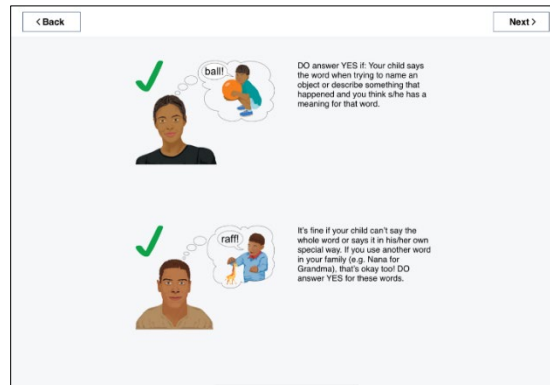 < Back
Next >
ball!
DO answer YES if: Your child says
the word when trying to name an
object or describe something that
happened and you think s/he has a
meaning for that word.
raff!
It's fine if your child can't say the
whole word or says it in his/her own
special way. If you use another word
in your family (e.g. Nana for
Grandma), that's okay too! DO
answer YES for these words.